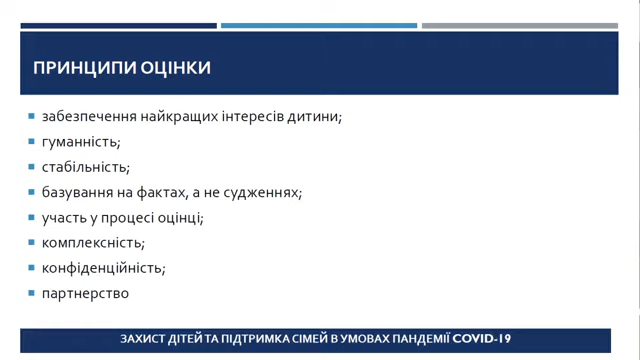 ПРИНЦИПИ ОЦІНКИ
забезпечення найкращих інтересів дитини;
гуманність;
стабільність;
базування на фактах, а не судженнях;
участь у процесі оцінці;
комплексність;
конфіденційність;
партнерство
ЗАХИСТ ДІТЕЙ ТА ПІДТРИМКА СІМЕЙ В УМОВАХ ПАНДЕМІЇ COVID-19